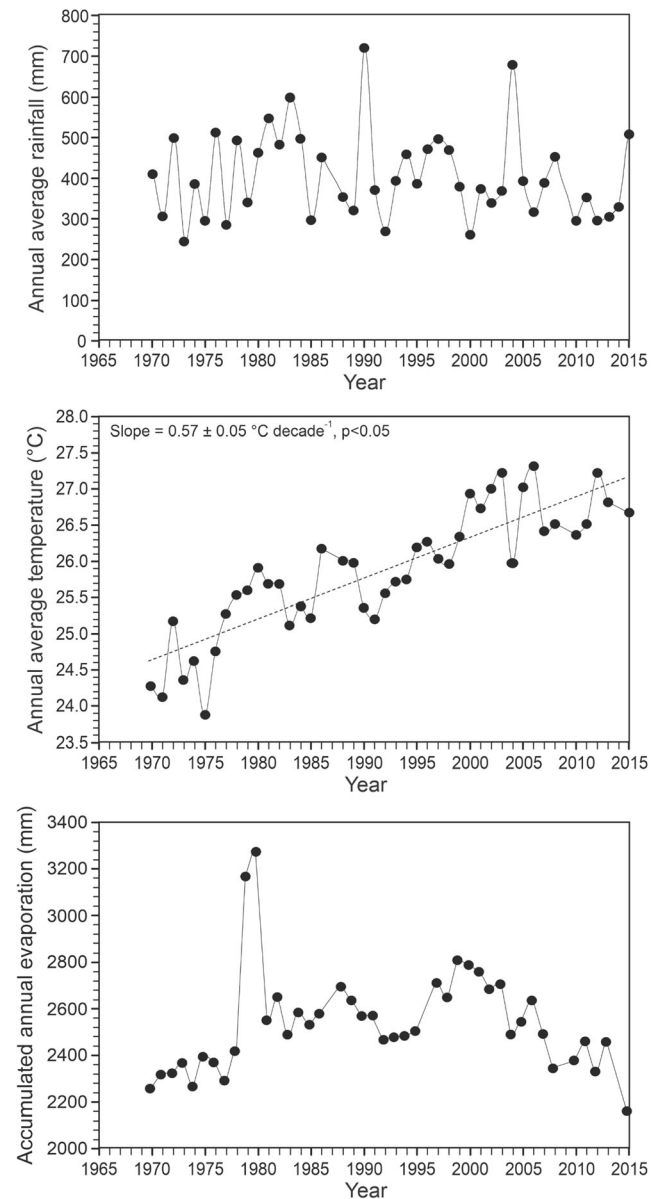 Annual average rainfall (mm)
800
700
600
500
400
300
200
100
0
1965 1970 1975 1980 1985 1990 1995 2000 2005 2010 2015
Year
Annual average temperature (°C)
Slope = 0.57 ± 0.05 °C decade⁻¹, p<0.05
28.0
27.5
27.0
26.5
26.0
25.5
25.0
24.5
24.0
23.5
1965 1970 1975 1980 1985 1990 1995 2000 2005 2010 2015
Year
Accumulated annual evaporation (mm)
3400
3200
3000
2800
2600
2400
2200
2000
1965 1970 1975 1980 1985 1990 1995 2000 2005 2010 2015
Year